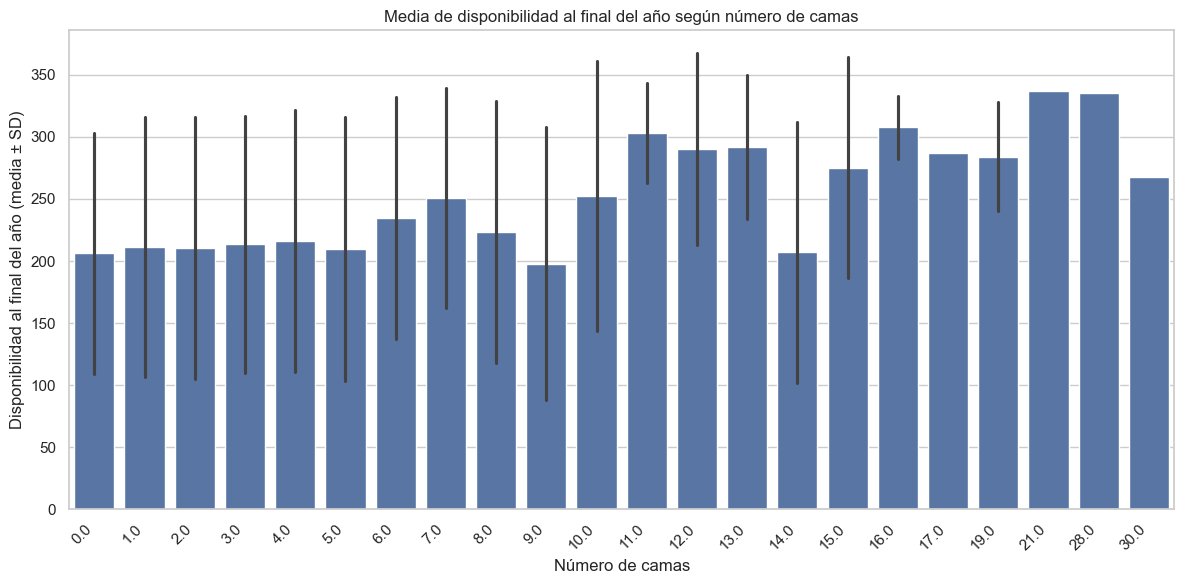 Media de disponibilidad al final del año según número de camas
Disponibilidad al final del año (media ± SD)
350
300
250
200
150
100
50
0
0.0 1.0 2.0 3.0 4.0 5.0 6.0 7.0 8.0 9.0 10.0 11.0 12.0 13.0 14.0 15.0 16.0 17.0 19.0 21.0 28.0 30.0
Número de camas